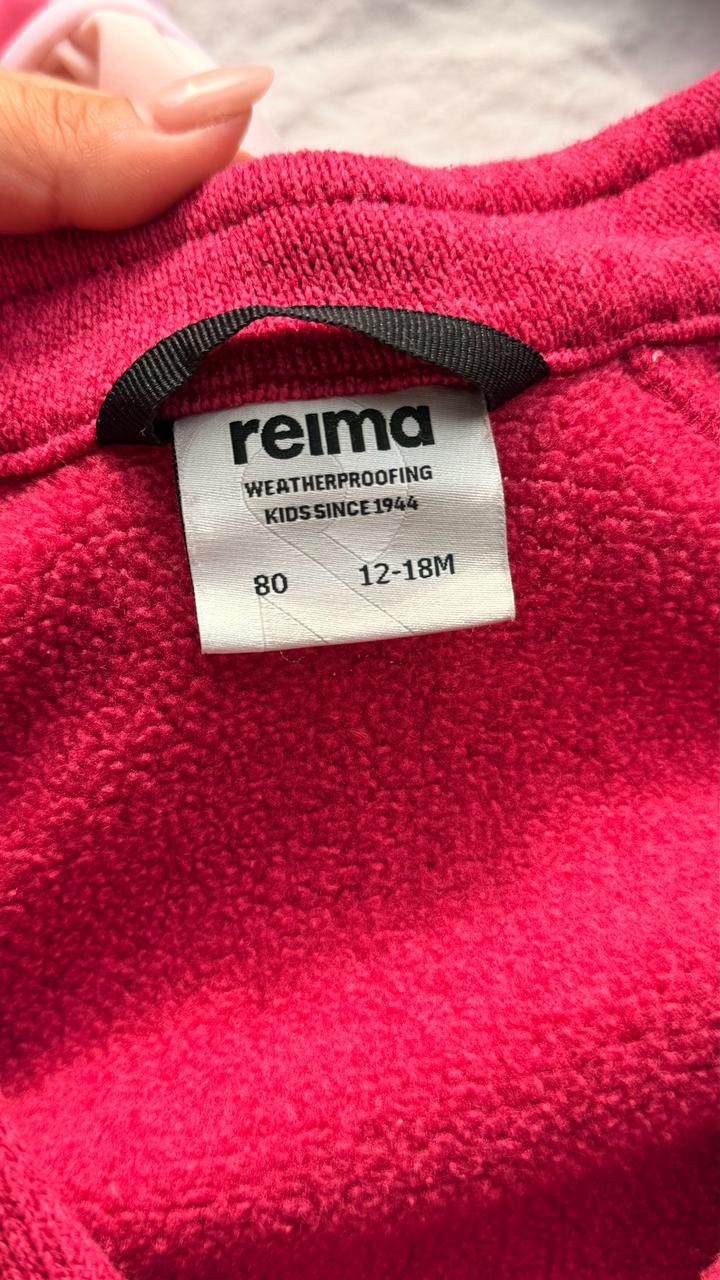 reima
WEATHERPROOFING
KIDS SINCE 1944
80 12-18M